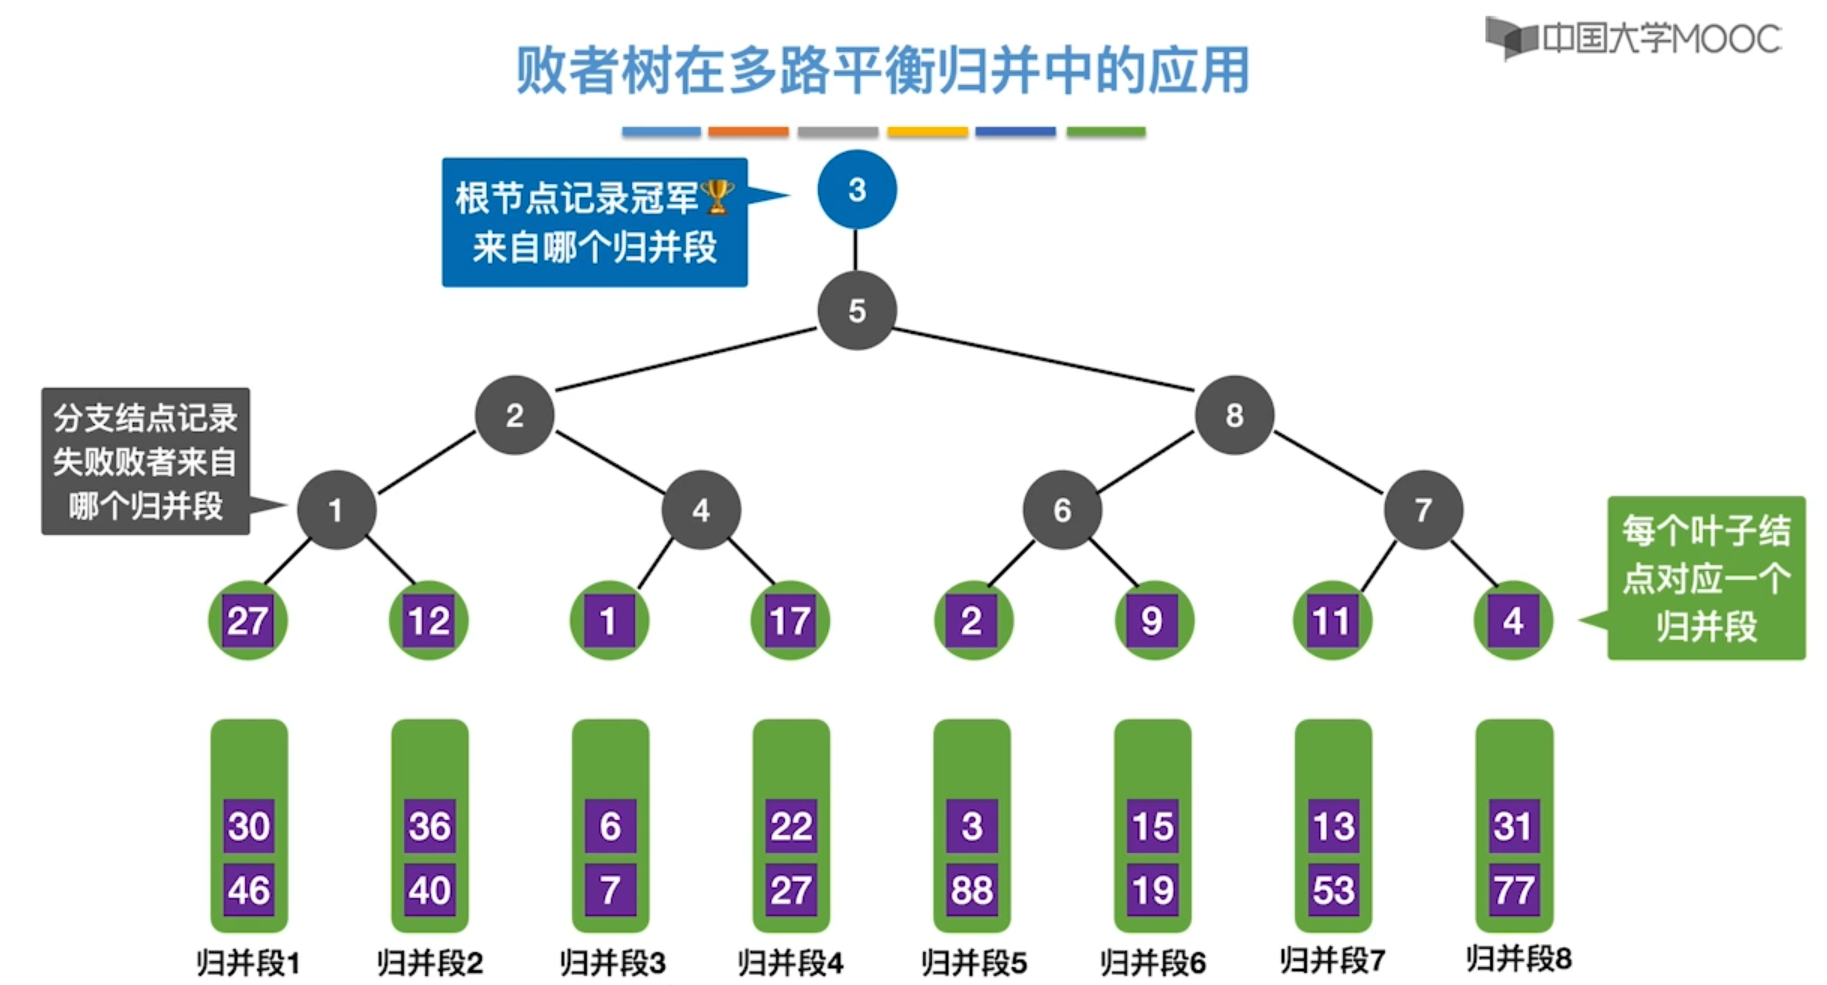 中国大学MOOC
败者树在多路平衡归并中的应用
3
根节点记录冠军🏆
来自哪个归并段
5
2
8
分支结点记录
失败败者来自
哪个归并段
1
4
6
7
每个叶子结
点对应一个
归并段
27 12 1 17 2 9 11 4
30 36 6 22 3 15 13 31
46 40 7 27 88 19 53 77
归并段1 归并段2 归并段3 归并段4 归并段5 归并段6 归并段7 归并段8